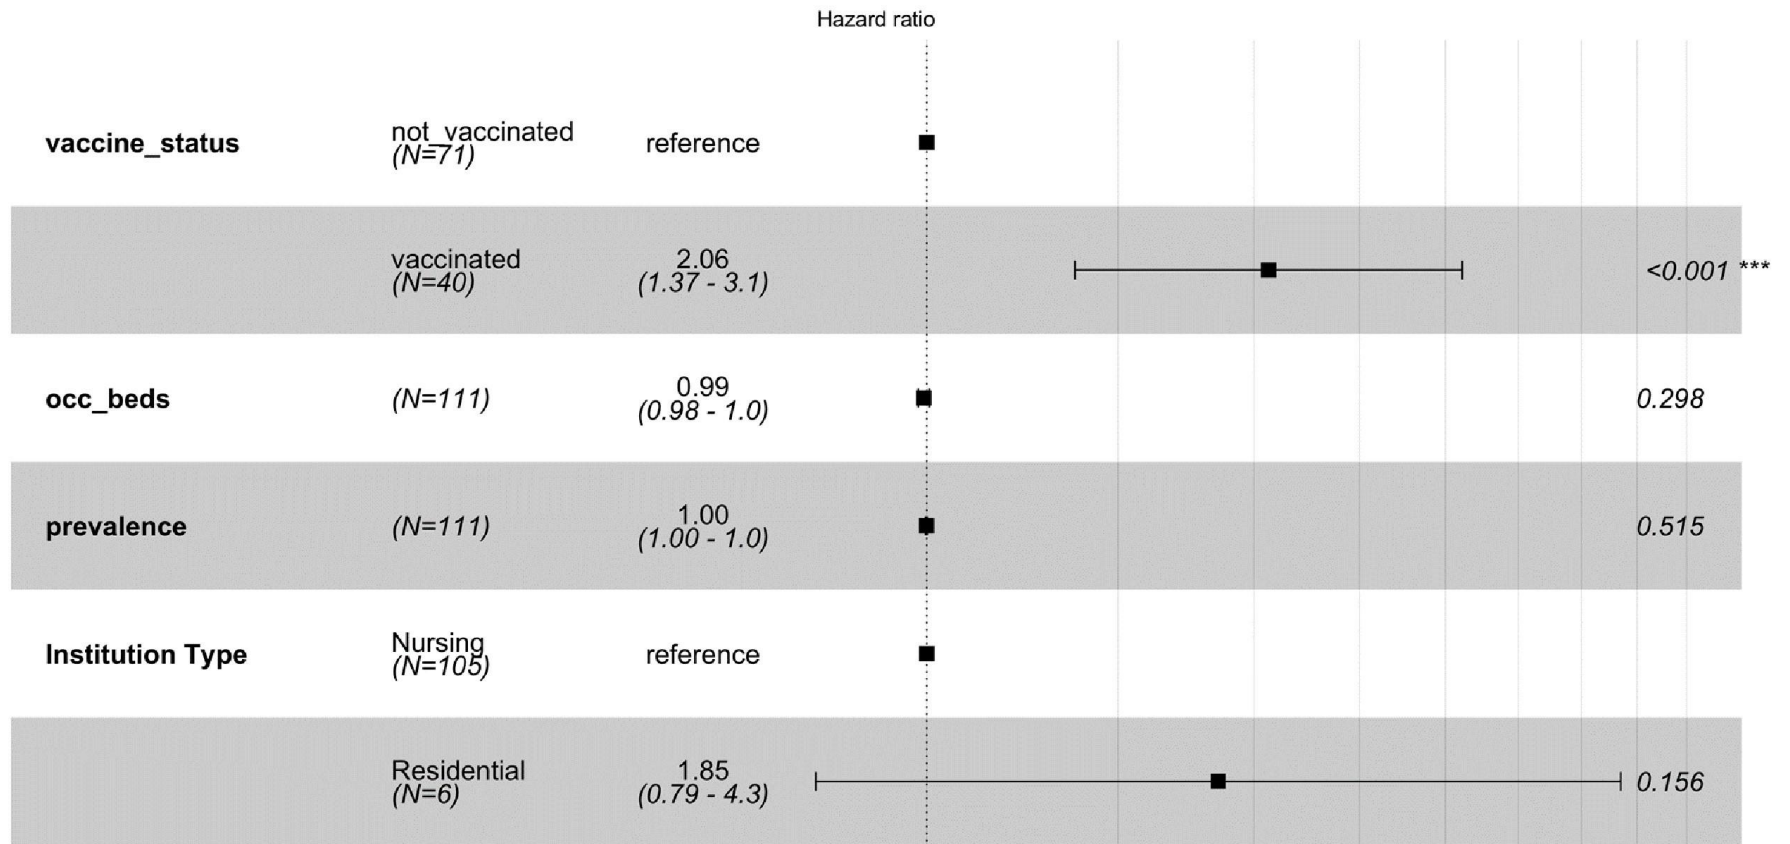 Hazard ratio
vaccine_status
not_vaccinated
(N=71)
reference
vaccinated
(N=40)
2.06
(1.37 - 3.1)
<0.001 ***
occ_beds
(N=111)
0.99
(0.98 - 1.0)
0.298
prevalence
(N=111)
1.00
(1.00 - 1.0)
0.515
Institution Type
Nursing
(N=105)
reference
Residential
(N=6)
1.85
(0.79 - 4.3)
0.156